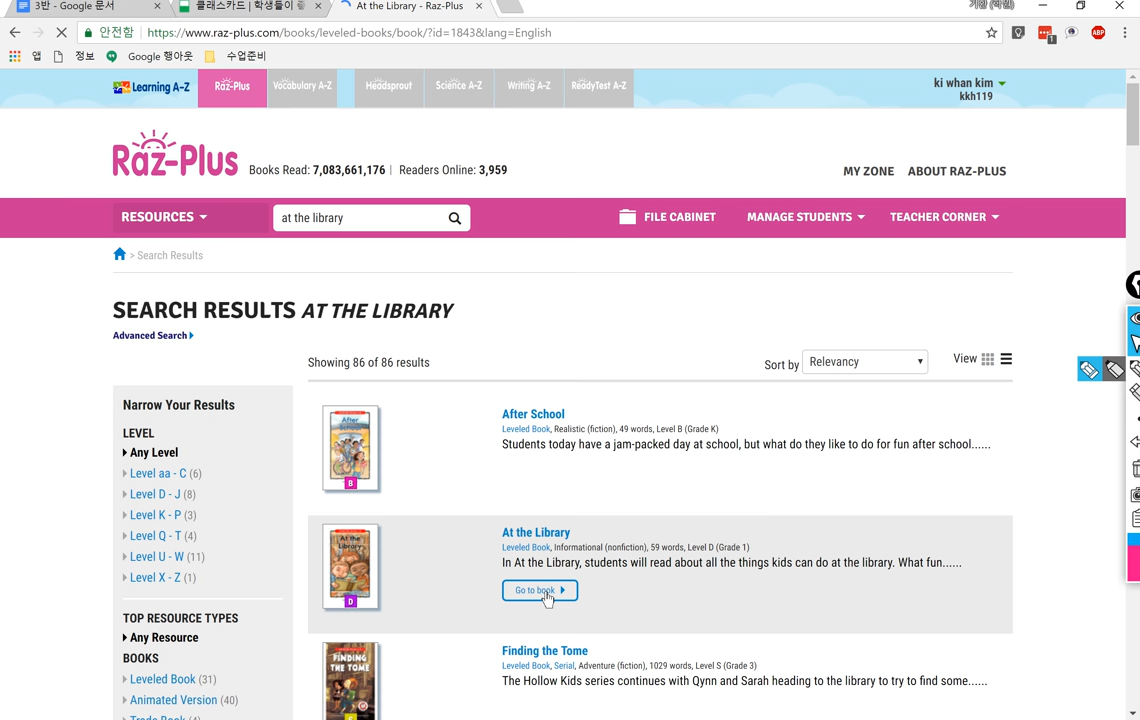 3반 - Google 문서
클래스카드 | 학생들이 좋
At the Library - Raz-Plus
안전함
https://www.raz-plus.com/books/leveled-books/book/?id=1843&lang=English
ABP
앱
정보
Google 행아웃
수업준비
Learning A-Z
Raz-Plus
Vocabulary A-Z
Headsprout
Science A-Z
Writing A-Z
ReadyTest A-Z
ki whan kim
kkh119
Raz-Plus
Books Read: 7,083,661,176 | Readers Online: 3,959
MY ZONE
ABOUT RAZ-PLUS
RESOURCES
at the library
FILE CABINET
MANAGE STUDENTS
TEACHER CORNER
> Search Results
SEARCH RESULTS AT THE LIBRARY
Advanced Search
Showing 86 of 86 results
Sort by
Relevancy
View
Narrow Your Results
LEVEL
Any Level
Level aa - C (6)
Level D - J (8)
Level K - P (3)
Level Q - T (4)
Level U - W (11)
Level X - Z (1)
TOP RESOURCE TYPES
Any Resource
BOOKS
Leveled Book (31)
Animated Version (40)
Trade Book (4)
After School
B
After School
Leveled Book, Realistic (fiction), 49 words, Level B (Grade K)
Students today have a jam-packed day at school, but what do they like to do for fun after school......
At the Library
D
At the Library
Leveled Book, Informational (nonfiction), 59 words, Level D (Grade 1)
In At the Library, students will read about all the things kids can do at the library. What fun......
Go to book
FINDING THE TOME
Finding the Tome
Leveled Book, Serial, Adventure (fiction), 1029 words, Level S (Grade 3)
The Hollow Kids series continues with Qynn and Sarah heading to the library to try to find some......